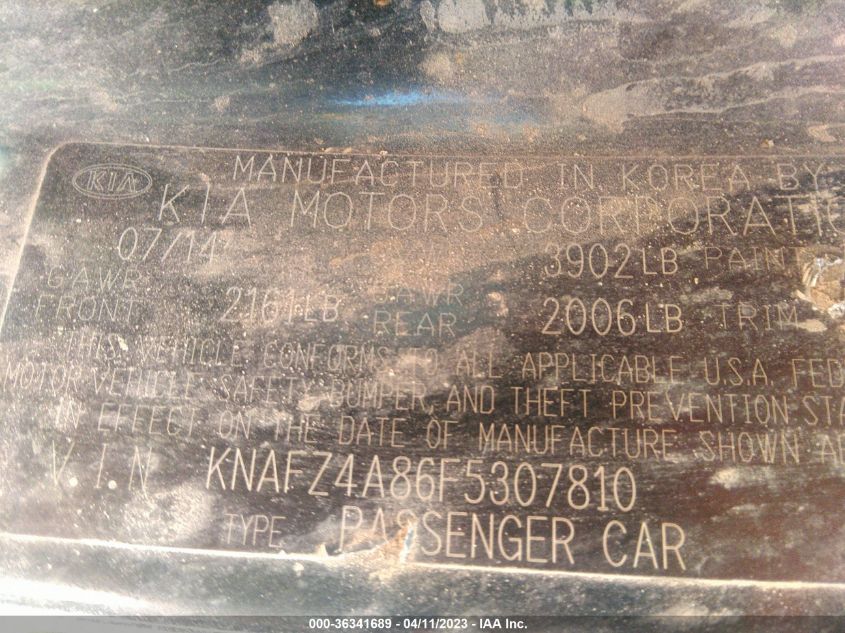 KIA MANUFACTURED IN KOREA BY
KIA MOTORS CORPORATI
07/14 3902LB PAIN
GAWR FRONT 2161LB GAWR REAR 2006LB TRIM
THIS VEHICLE CONFORMS TO ALL APPLICABLE U.S.A. FED
MOTOR VEHICLE SAFETY, BUMPER, AND THEFT PREVENTION STA
IN EFFECT ON THE DATE OF MANUFACTURE SHOWN AB
V.I.N KNAFZ4A86F5307810
TYPE PASSENGER CAR
000-36341689 - 04/11/2023 - IAA Inc.